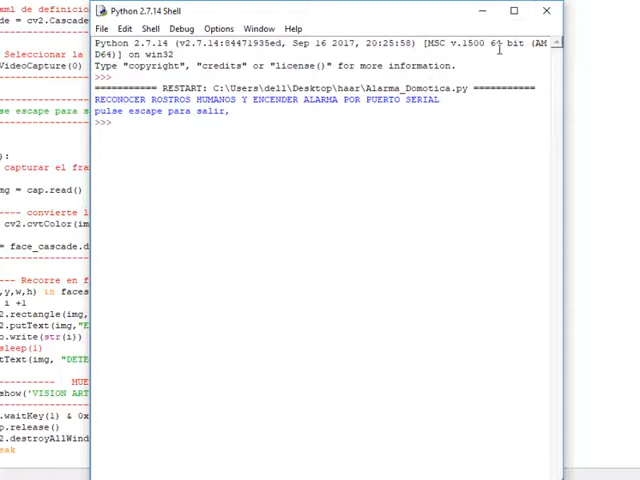 Python 2.7.14 Shell
File Edit Shell Debug Options Window Help
Python 2.7.14 (v2.7.14:84471935ed, Sep 16 2017, 20:25:58) [MSC v.1500 64 bit (AM
D64)] on win32
Type "copyright", "credits" or "license()" for more information.
>>>
=========== RESTART: C:\Users\dell\Desktop\haar\Alarma_Domotica.py ===========
RECONOCER ROSTROS HUMANOS Y ENCENDER ALARMA POR PUERTO SERIAL
pulse escape para salir,
>>>
xml de definicio
de = cv2.Cascade
Seleccionar la
VideoCapture(0)
se escape para s
):
capturar el fra
mg = cap.read()
---- convierte l
cv2.cvtColor(im
= face_cascade.d
--- Recorre en f
,y,w,h) in faces
i +1
2.rectangle(img,
2.putText(img,"E
.write(str(i))
sleep(1)
tText(img, "DETE
--------- MUE
show('VISION ART
.waitKey(1) & 0x
p.release()
2.destroyAllWind
eak